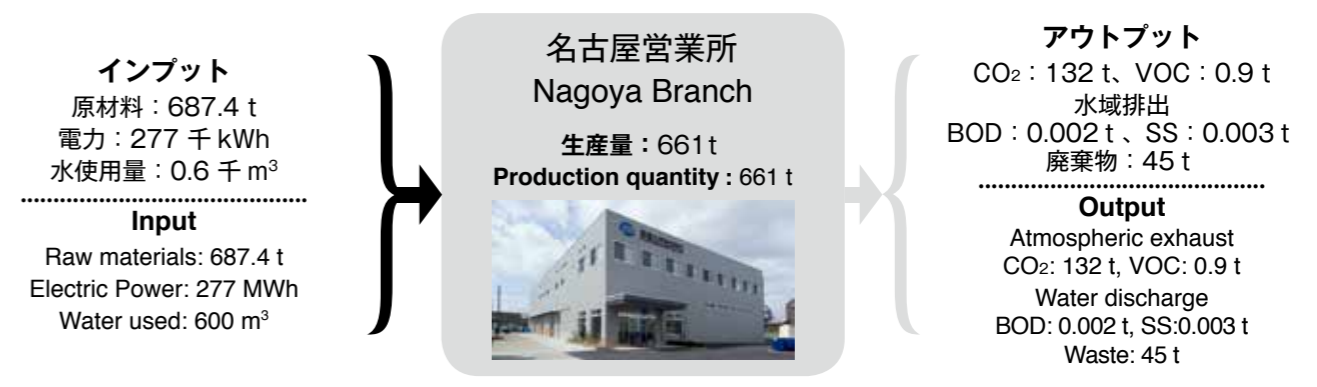 インプット
原材料：687.4 t
電力：277 千 kWh
水使用量：0.6 千 m³
Input
Raw materials: 687.4 t
Electric Power: 277 MWh
Water used: 600 m³
名古屋営業所
Nagoya Branch
生産量：661 t
Production quantity : 661 t
アウトプット
CO₂：132 t、VOC：0.9 t
水域排出
BOD：0.002 t 、SS：0.003 t
廃棄物：45 t
Output
Atmospheric exhaust
CO₂: 132 t, VOC: 0.9 t
Water discharge
BOD: 0.002 t, SS:0.003 t
Waste: 45 t